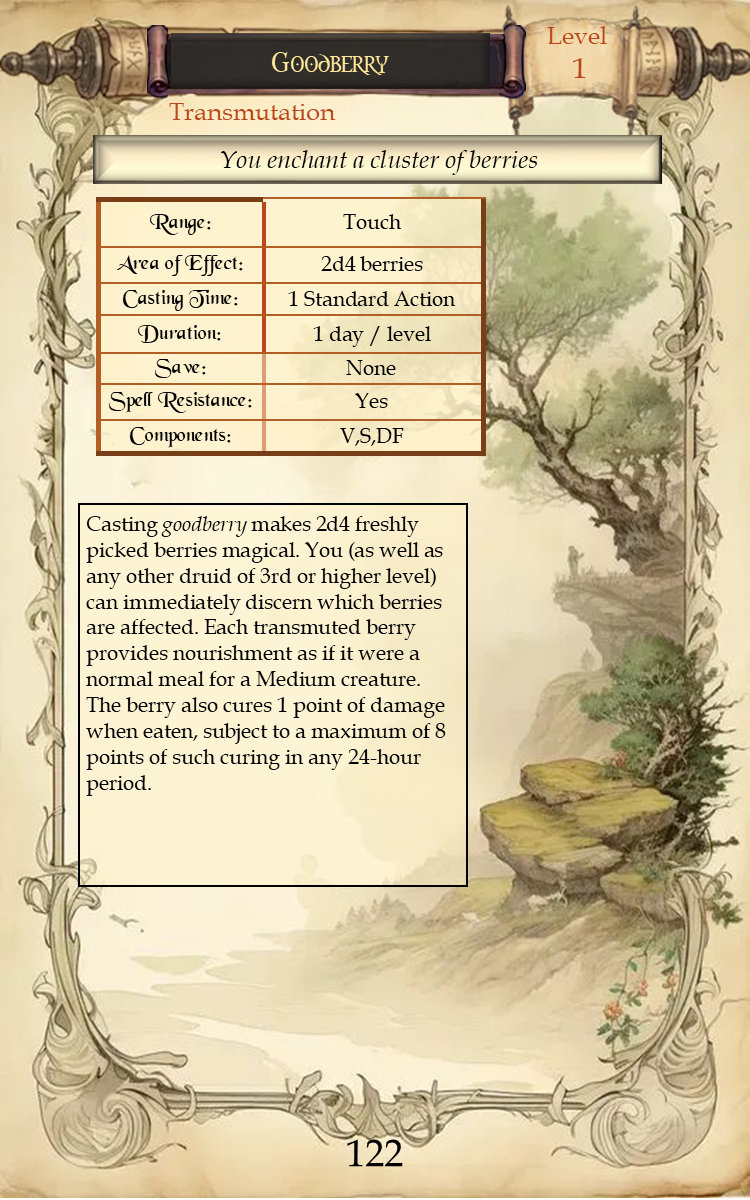 Goodberry
Level
1
Transmutation
You enchant a cluster of berries
Range: Touch
Area of Effect: 2d4 berries
Casting Time: 1 Standard Action
Duration: 1 day / level
Save: None
Spell Resistance: Yes
Components: V,S,DF
Casting goodberry makes 2d4 freshly
picked berries magical. You (as well as
any other druid of 3rd or higher level)
can immediately discern which berries
are affected. Each transmuted berry
provides nourishment as if it were a
normal meal for a Medium creature.
The berry also cures 1 point of damage
when eaten, subject to a maximum of 8
points of such curing in any 24-hour
period.
122